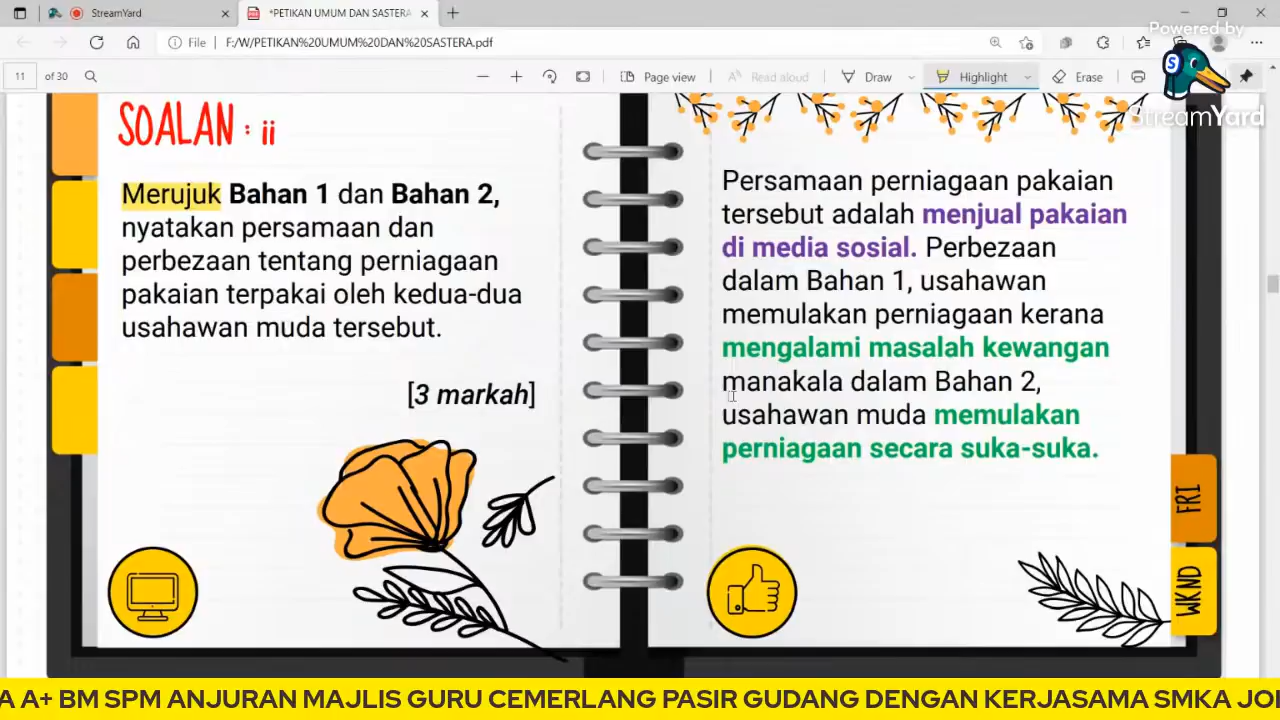 StreamYard
*PETIKAN UMUM DAN SASTERA
Powered by
File
F:/W/PETIKAN%20UMUM%20DAN%20SASTERA.pdf
11
of 30
Page view
Read aloud
Draw
Highlight
Erase
StreamYard
SOALAN : ii
Merujuk Bahan 1 dan Bahan 2,
nyatakan persamaan dan
perbezaan tentang perniagaan
pakaian terpakai oleh kedua-dua
usahawan muda tersebut.
[3 markah]
Persamaan perniagaan pakaian
tersebut adalah menjual pakaian
di media sosial. Perbezaan
dalam Bahan 1, usahawan
memulakan perniagaan kerana
mengalami masalah kewangan
manakala dalam Bahan 2,
usahawan muda memulakan
perniagaan secara suka-suka.
FRI
WKND
A A+ BM SPM ANJURAN MAJLIS GURU CEMERLANG PASIR GUDANG DENGAN KERJASAMA SMKA JO